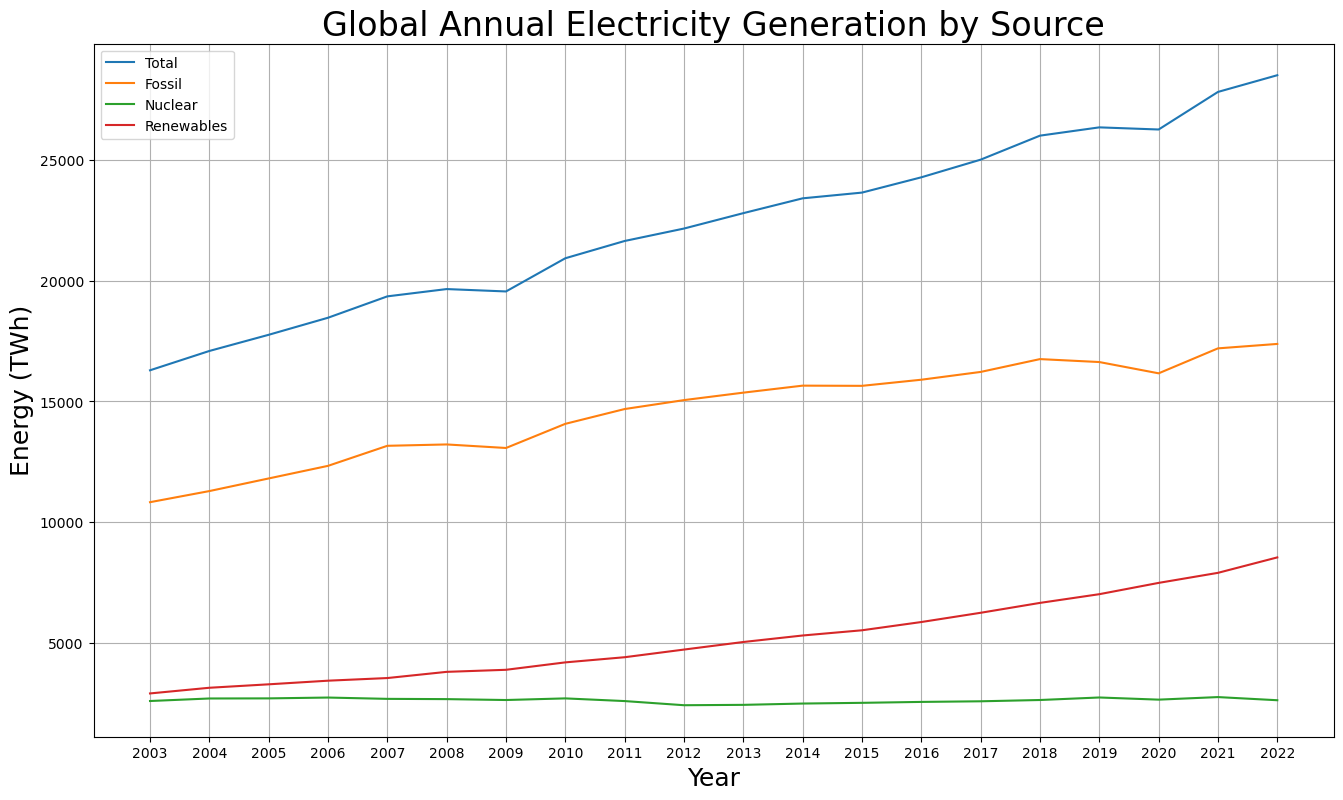 Global Annual Electricity Generation by Source
Total
Fossil
Nuclear
Renewables
25000
20000
15000
10000
5000
Energy (TWh)
2003 2004 2005 2006 2007 2008 2009 2010 2011 2012 2013 2014 2015 2016 2017 2018 2019 2020 2021 2022
Year